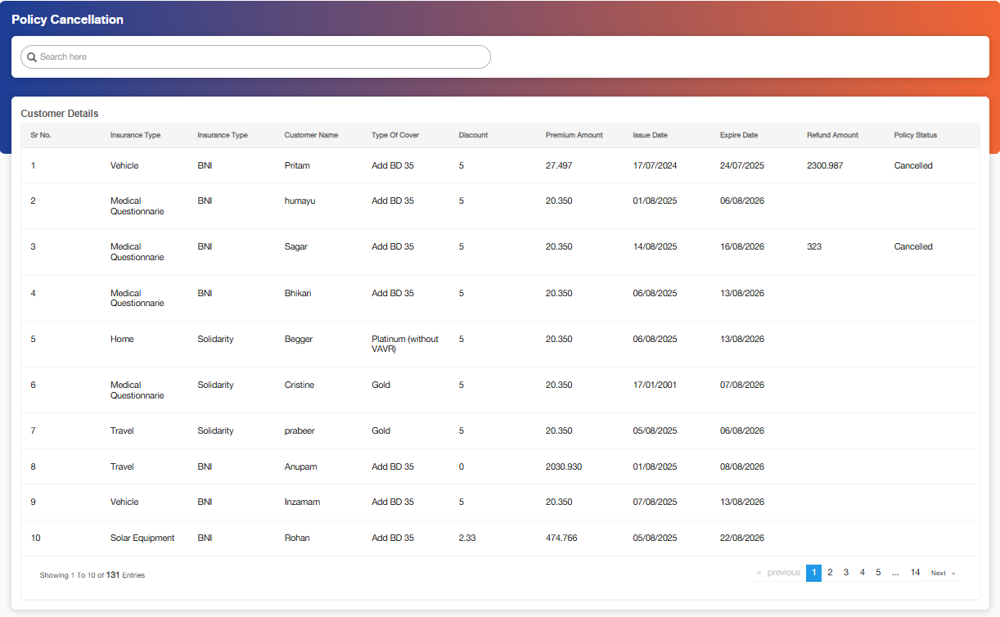 Policy Cancellation
Search here
Customer Details
Sr No. Insurance Type Insurance Type Customer Name Type Of Cover Discount Premium Amount Issue Date Expire Date Refund Amount Policy Status
1 Vehicle BNI Pritam Add BD 35 5 27.497 17/07/2024 24/07/2025 2300.987 Cancelled
2 Medical BNI humayu Add BD 35 5 20.350 01/08/2025 06/08/2026
Questionnarie
3 Medical BNI Sagar Add BD 35 5 20.350 14/08/2025 16/08/2026 323 Cancelled
Questionnarie
4 Medical BNI Bhikari Add BD 35 5 20.350 06/08/2025 13/08/2026
Questionnarie
5 Home Solidarity Begger Platinum (without 5 20.350 06/08/2025 13/08/2026
VAVR)
6 Medical Solidarity Cristine Gold 5 20.350 17/01/2001 07/08/2026
Questionnarie
7 Travel Solidarity prabeer Gold 5 20.350 05/08/2025 06/08/2026
8 Travel BNI Anupam Add BD 35 0 2030.930 01/08/2025 08/08/2026
9 Vehicle BNI Inzamam Add BD 35 5 20.350 07/08/2025 13/08/2026
10 Solar Equipment BNI Rohan Add BD 35 2.33 474.766 05/08/2025 22/08/2026
Showing 1 To 10 of 131 Entries « previous 1 2 3 4 5 ... 14 Next »